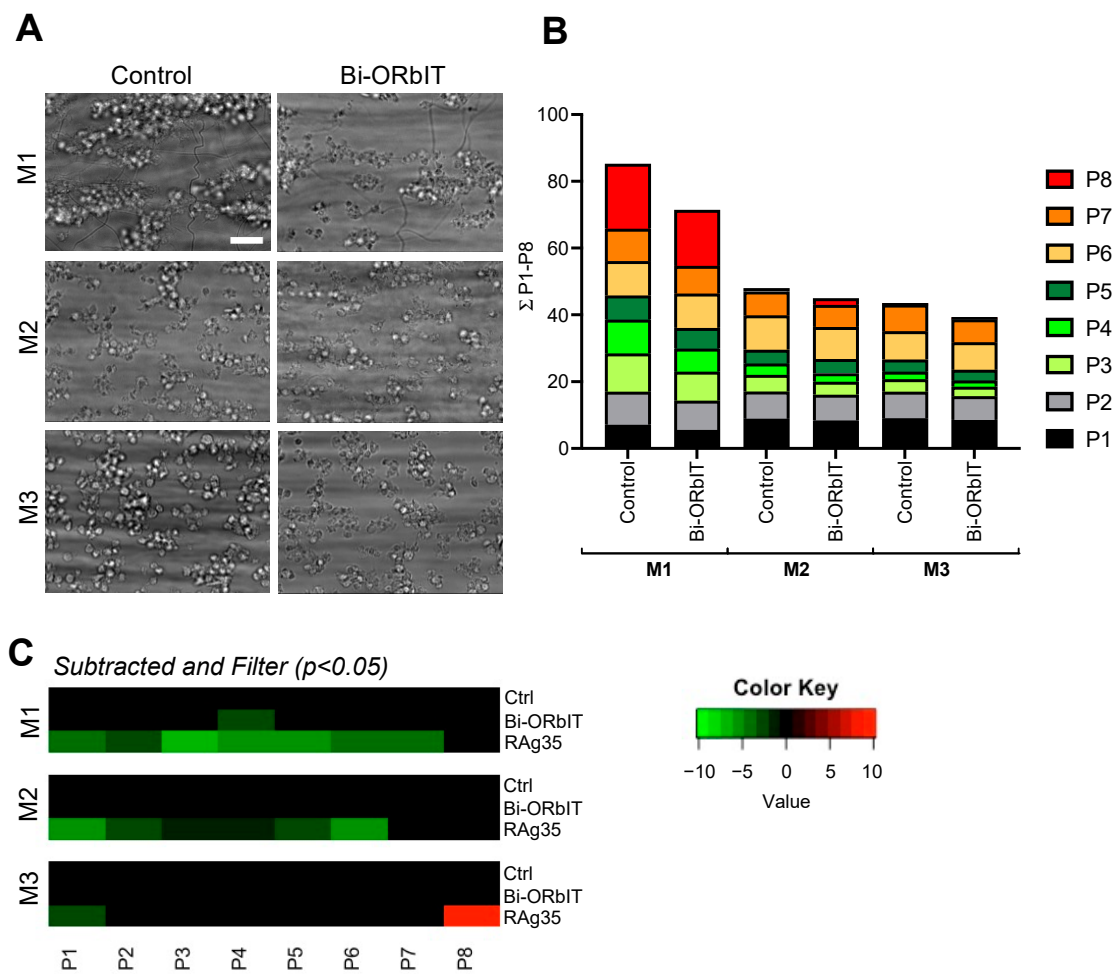 A
Control
Bi-ORbIT
M1
M2
M3
B
100
80
60
40
20
0
Σ P1-P8
Control
Bi-ORbIT
Control
Bi-ORbIT
Control
Bi-ORbIT
M1
M2
M3
P8
P7
P6
P5
P4
P3
P2
P1
C
Subtracted and Filter (p<0.05)
M1
Ctrl
Bi-ORbIT
RAg35
M2
Ctrl
Bi-ORbIT
RAg35
M3
Ctrl
Bi-ORbIT
RAg35
P1
P2
P3
P4
P5
P6
P7
P8
Color Key
−10 −5 0 5 10
Value